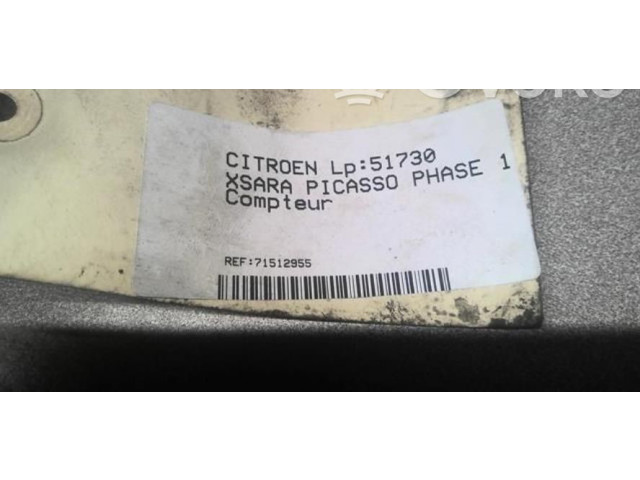 CITROEN Lp:51730
XSARA PICASSO PHASE 1
Compteur
REF:71512955